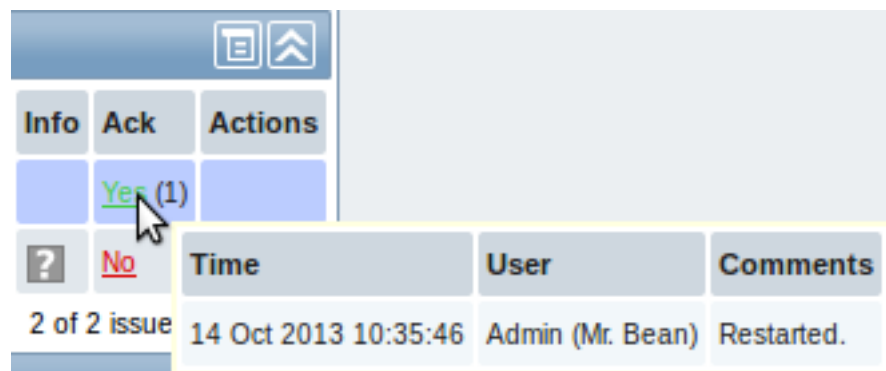 Info Ack Actions
Yes (1)
? No
Time User Comments
2 of 2 issue
14 Oct 2013 10:35:46 Admin (Mr. Bean) Restarted.